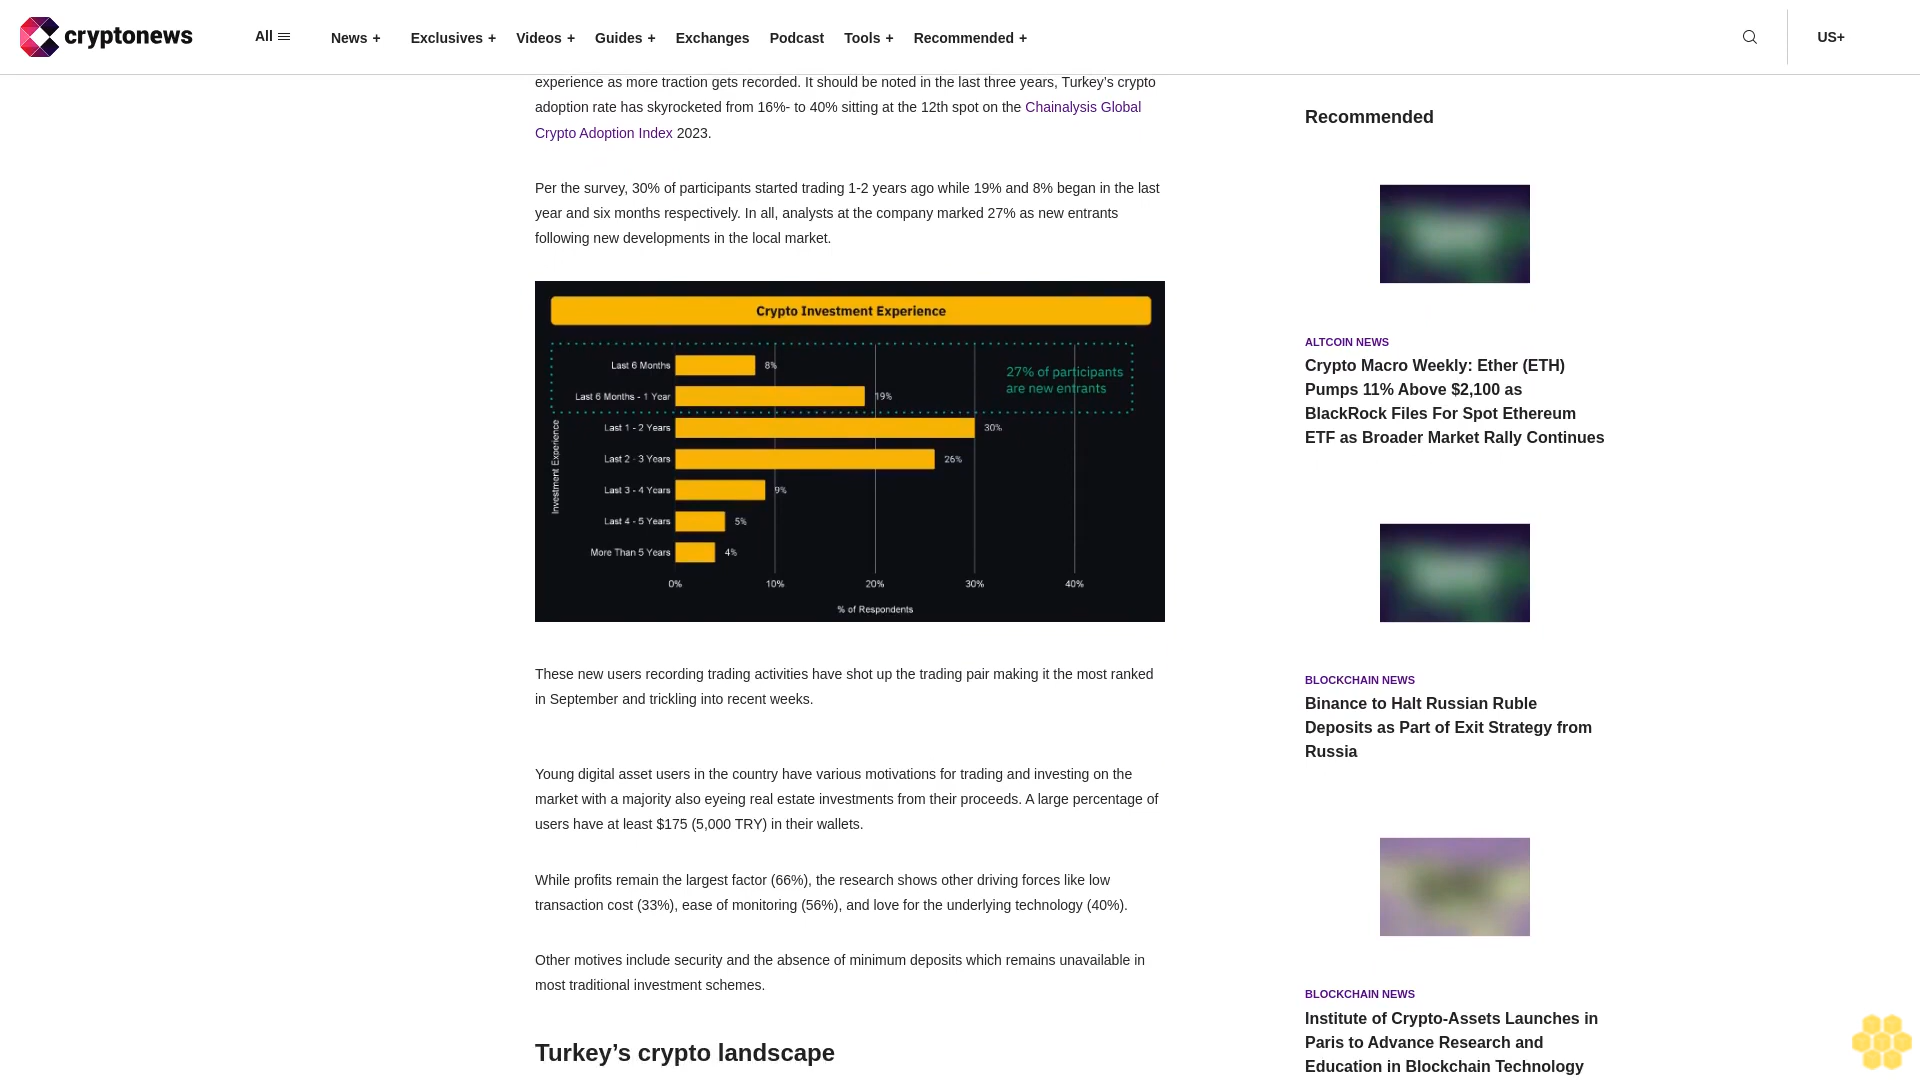 cryptonews
All
News +
Exclusives +
Videos +
Guides +
Exchanges
Podcast
Tools +
Recommended +
US+
experience as more traction gets recorded. It should be noted in the last three years, Turkey’s crypto
adoption rate has skyrocketed from 16%- to 40% sitting at the 12th spot on the Chainalysis Global
Crypto Adoption Index 2023.
Per the survey, 30% of participants started trading 1-2 years ago while 19% and 8% began in the last
year and six months respectively. In all, analysts at the company marked 27% as new entrants
following new developments in the local market.
Crypto Investment Experience
27% of participants
are new entrants
Investment Experience
Last 6 Months 8%
Last 6 Months - 1 Year 19%
Last 1 - 2 Years 30%
Last 2 - 3 Years 26%
Last 3 - 4 Years 9%
Last 4 - 5 Years 5%
More Than 5 Years 4%
0% 10% 20% 30% 40%
% of Respondents
These new users recording trading activities have shot up the trading pair making it the most ranked
in September and trickling into recent weeks.
Young digital asset users in the country have various motivations for trading and investing on the
market with a majority also eyeing real estate investments from their proceeds. A large percentage of
users have at least $175 (5,000 TRY) in their wallets.
While profits remain the largest factor (66%), the research shows other driving forces like low
transaction cost (33%), ease of monitoring (56%), and love for the underlying technology (40%).
Other motives include security and the absence of minimum deposits which remains unavailable in
most traditional investment schemes.
Turkey’s crypto landscape
Recommended
ALTCOIN NEWS
Crypto Macro Weekly: Ether (ETH)
Pumps 11% Above $2,100 as
BlackRock Files For Spot Ethereum
ETF as Broader Market Rally Continues
BLOCKCHAIN NEWS
Binance to Halt Russian Ruble
Deposits as Part of Exit Strategy from
Russia
BLOCKCHAIN NEWS
Institute of Crypto-Assets Launches in
Paris to Advance Research and
Education in Blockchain Technology